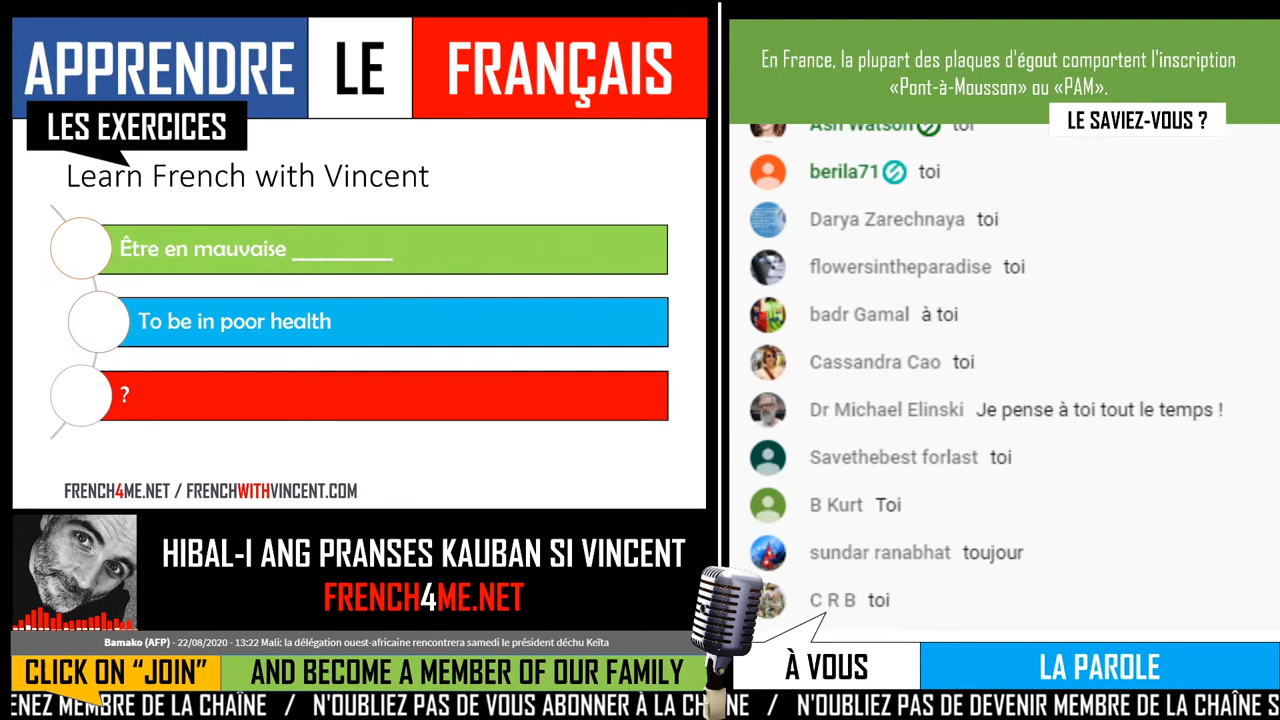 APPRENDRE LE FRANÇAIS
LES EXERCICES
Learn French with Vincent
Être en mauvaise __________
To be in poor health
?
FRENCH4ME.NET / FRENCHWITHVINCENT.COM
HIBAL-I ANG PRANSES KAUBAN SI VINCENT
FRENCH4ME.NET
Bamako (AFP) - 22/08/2020 - 13:22 Mali: la délégation ouest-africaine rencontrera samedi le président déchu Keïta
CLICK ON “JOIN” AND BECOME A MEMBER OF OUR FAMILY
En France, la plupart des plaques d'égout comportent l'inscription
«Pont-à-Mousson» ou «PAM».
LE SAVIEZ-VOUS ?
Ash Watson toi
berila71 toi
Darya Zarechnaya toi
flowersintheparadise toi
badr Gamal à toi
Cassandra Cao toi
Dr Michael Elinski Je pense à toi tout le temps !
Savethebest forlast toi
B Kurt Toi
sundar ranabhat toujour
C R B toi
À VOUS LA PAROLE
ENEZ MEMBRE DE LA CHAÎNE / N'OUBLIEZ PAS DE VOUS ABONNER À LA CH NE / N'OUBLIEZ PAS DE DEVENIR MEMBRE DE LA CHAÎNE S